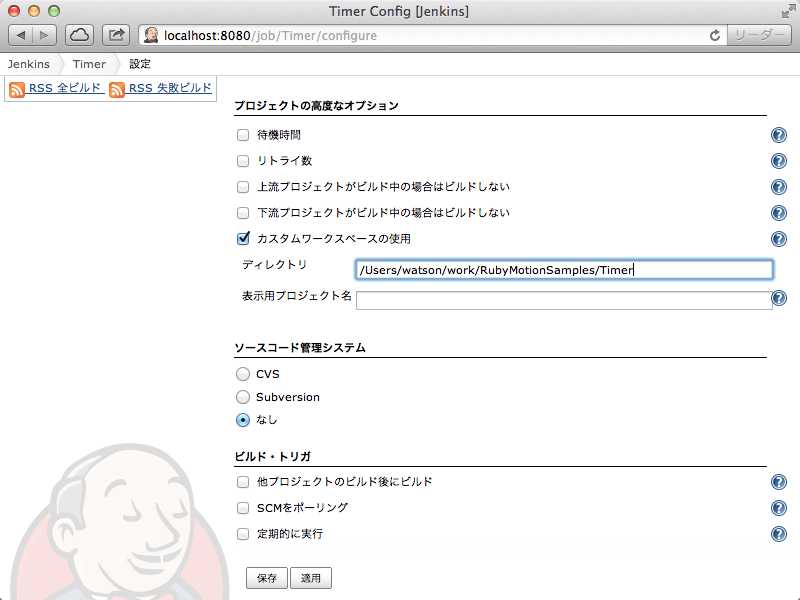 Timer Config [Jenkins]
localhost:8080/job/Timer/configure
リーダー
Jenkins Timer 設定
RSS 全ビルド RSS 失敗ビルド
プロジェクトの高度なオプション
待機時間
リトライ数
上流プロジェクトがビルド中の場合はビルドしない
下流プロジェクトがビルド中の場合はビルドしない
カスタムワークスペースの使用
ディレクトリ /Users/watson/work/RubyMotionSamples/Timer
表示用プロジェクト名
ソースコード管理システム
CVS
Subversion
なし
ビルド・トリガ
他プロジェクトのビルド後にビルド
SCMをポーリング
定期的に実行
保存 適用